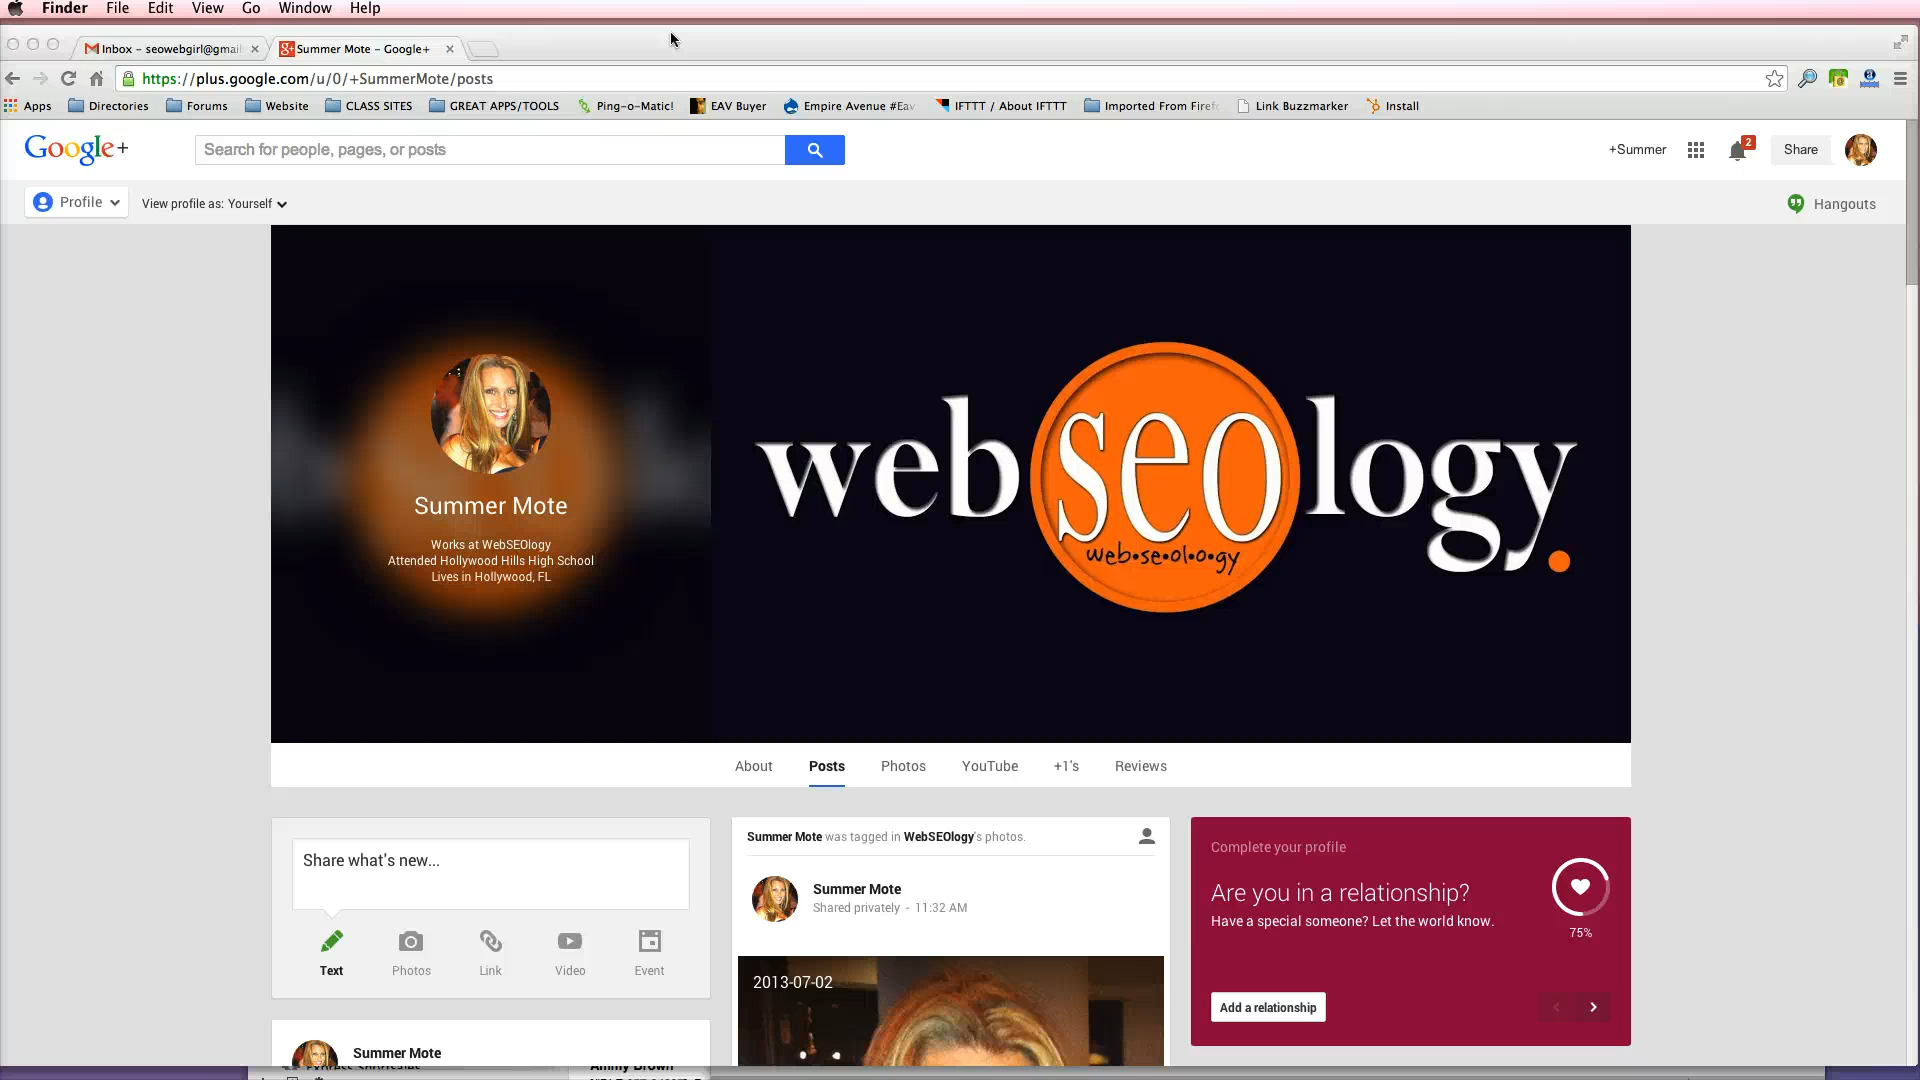 Finder File Edit View Go Window Help
Inbox - seowebgirl@gmail
Summer Mote - Google+
https://plus.google.com/u/0/+SummerMote/posts
Apps Directories Forums Website CLASS SITES GREAT APPS/TOOLS Ping-o-Matic! EAV Buyer Empire Avenue #Eav IFTTT / About IFTTT Imported From Firefo Link Buzzmarker Install
Google+
Search for people, pages, or posts
+Summer
2
Share
Profile
View profile as: Yourself
Hangouts
Summer Mote
Works at WebSEOlogy
Attended Hollywood Hills High School
Lives in Hollywood, FL
webseology.
web•se•ol•o•gy
About Posts Photos YouTube +1's Reviews
Share what's new...
Text Photos Link Video Event
Summer Mote
Summer Mote was tagged in WebSEOlogy's photos.
Summer Mote
Shared privately - 11:32 AM
2013-07-02
Complete your profile
Are you in a relationship?
Have a special someone? Let the world know.
75%
Add a relationship